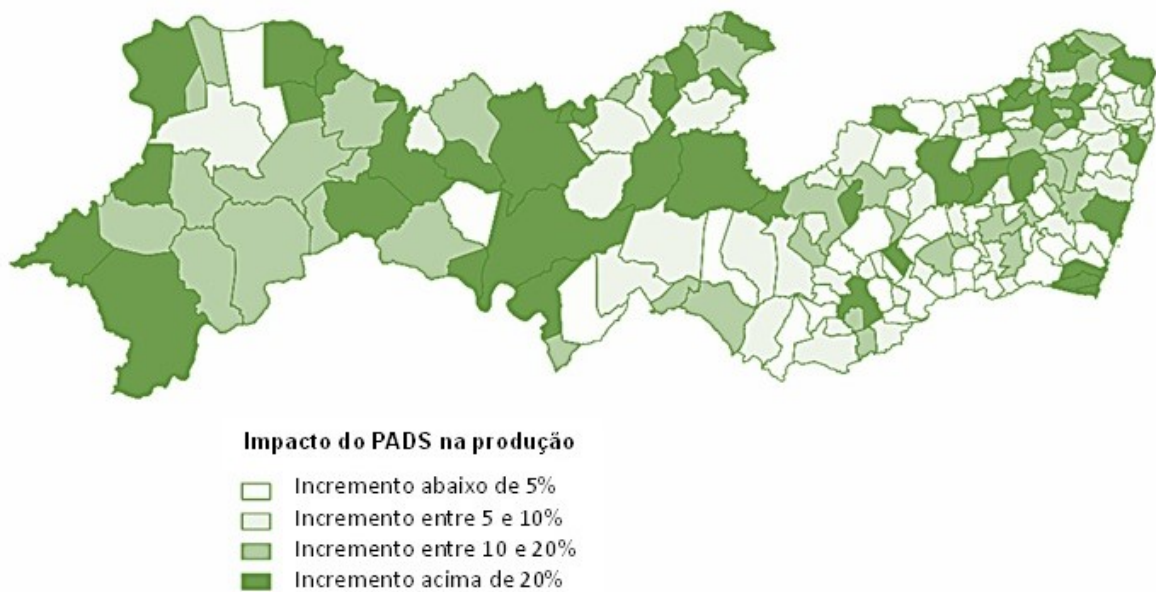 Impacto do PADS na produção
Incremento abaixo de 5%
Incremento entre 5 e 10%
Incremento entre 10 e 20%
Incremento acima de 20%